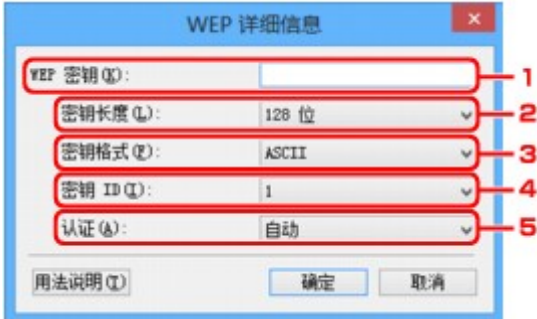 WEP 详细信息
WEP 密钥(K): 1
密钥长度(L): 128 位 2
密钥格式(F): ASCII 3
密钥 ID(I): 1 4
认证(A): 自动 5
用法说明(T) 确定 取消